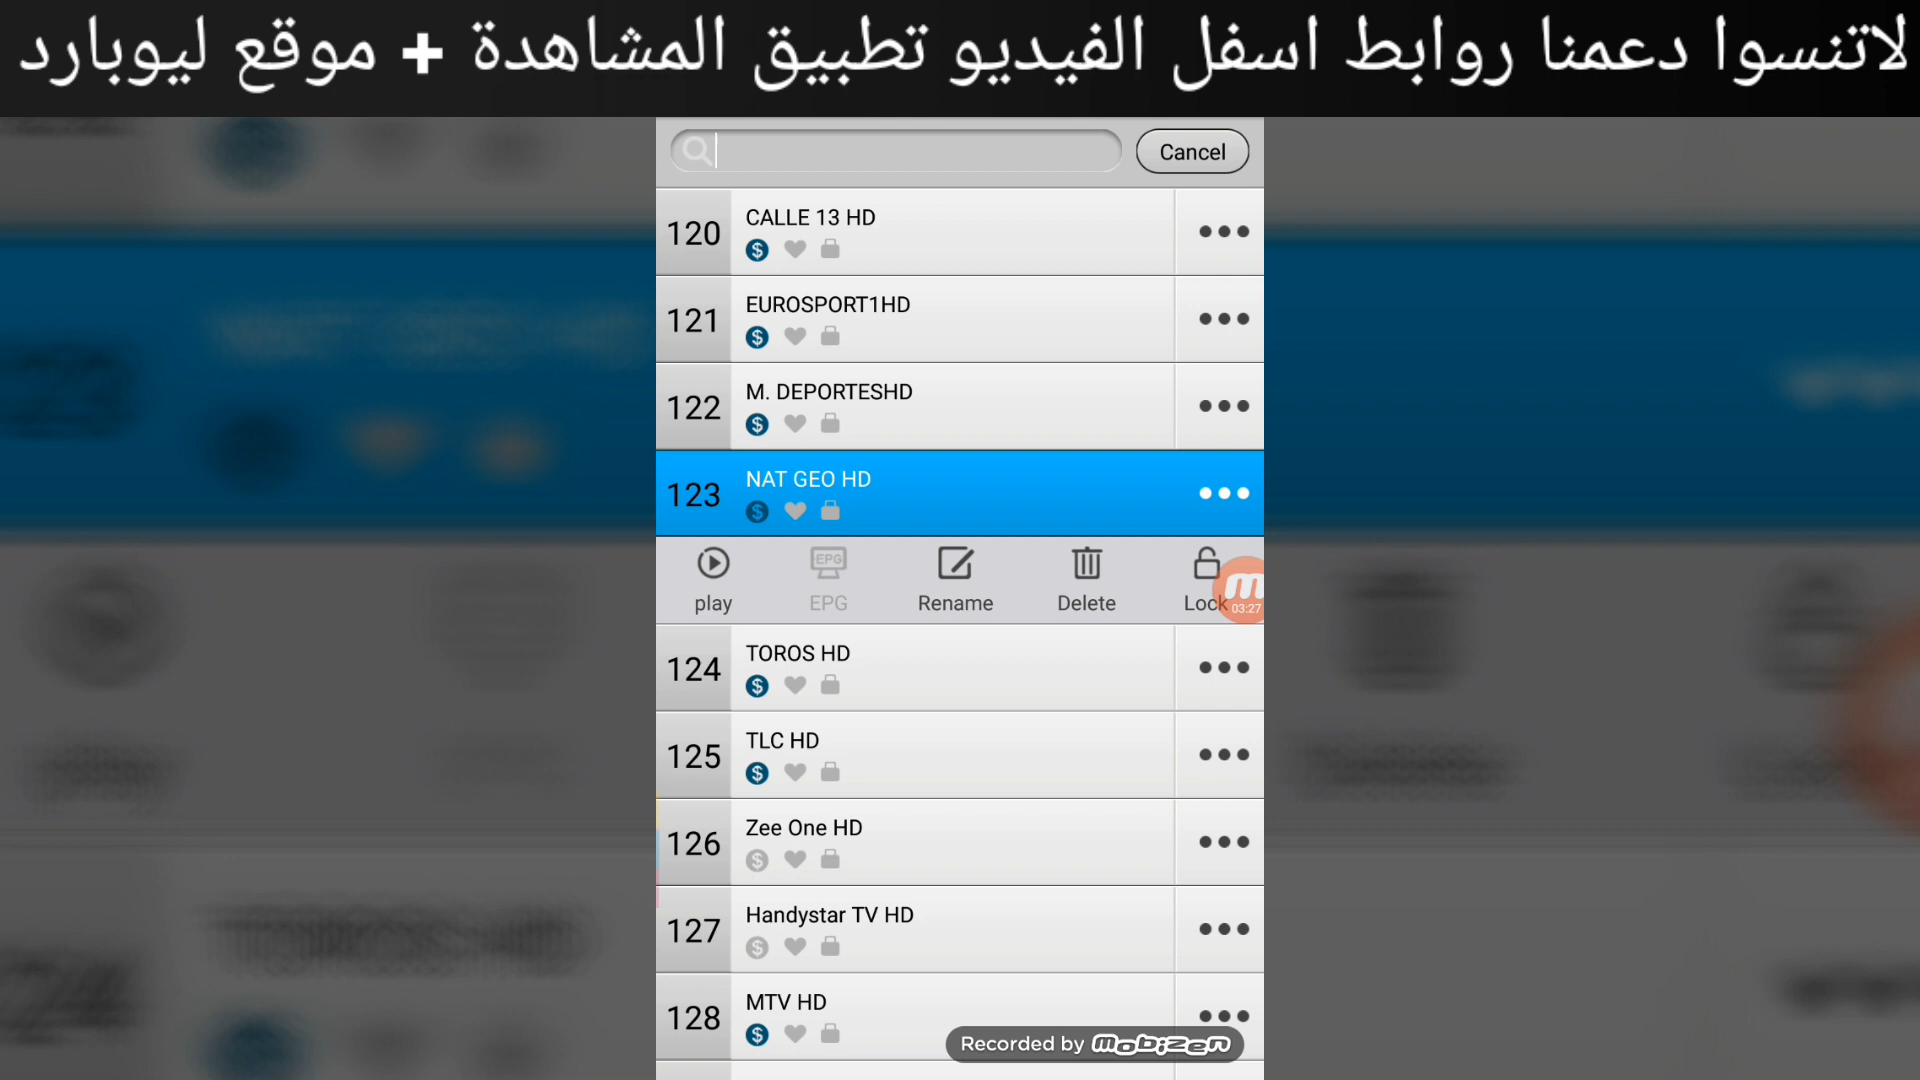 لاتنسوا دعمنا روابط اسفل الفيديو تطبيق المشاهدة + موقع ليوبارد
Cancel
120
CALLE 13 HD
121
EUROSPORT1HD
122
M. DEPORTESHD
123
NAT GEO HD
play
EPG
EPG
Rename
Delete
Lock
03:27
124
TOROS HD
125
TLC HD
126
Zee One HD
127
Handystar TV HD
128
MTV HD
Recorded by mobizen